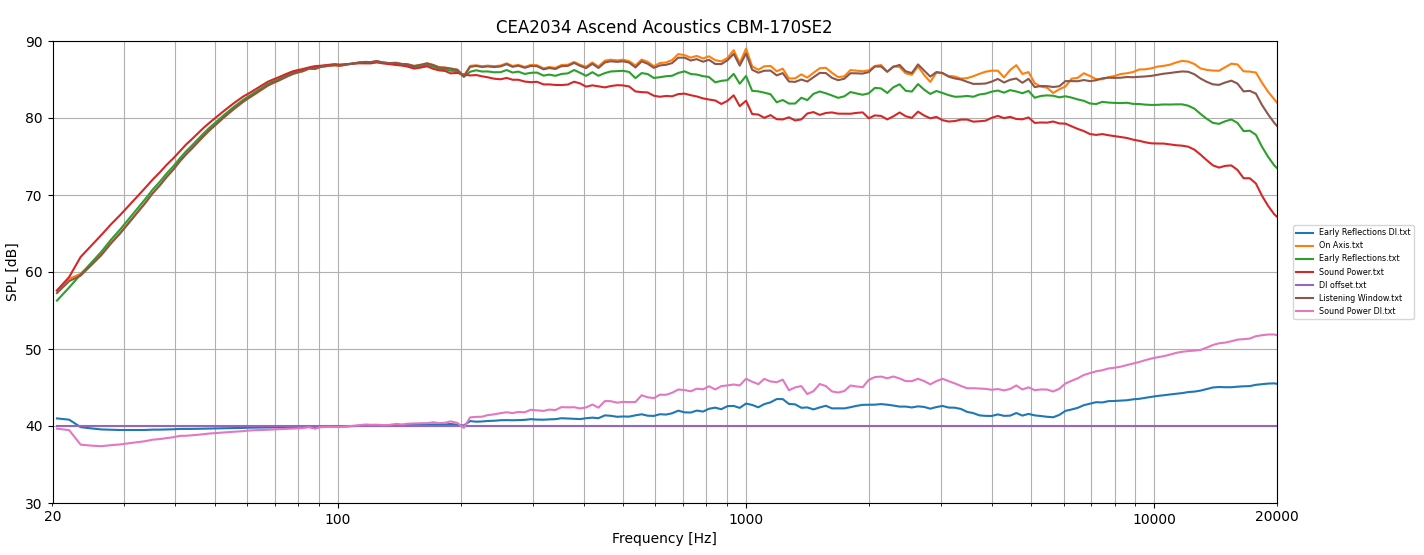 CEA2034 Ascend Acoustics CBM-170SE2
SPL [dB]
90
80
70
60
50
40
30
20
100
1000
10000
20000
Frequency [Hz]
Early Reflections DI.txt
On Axis.txt
Early Reflections.txt
Sound Power.txt
DI offset.txt
Listening Window.txt
Sound Power DI.txt